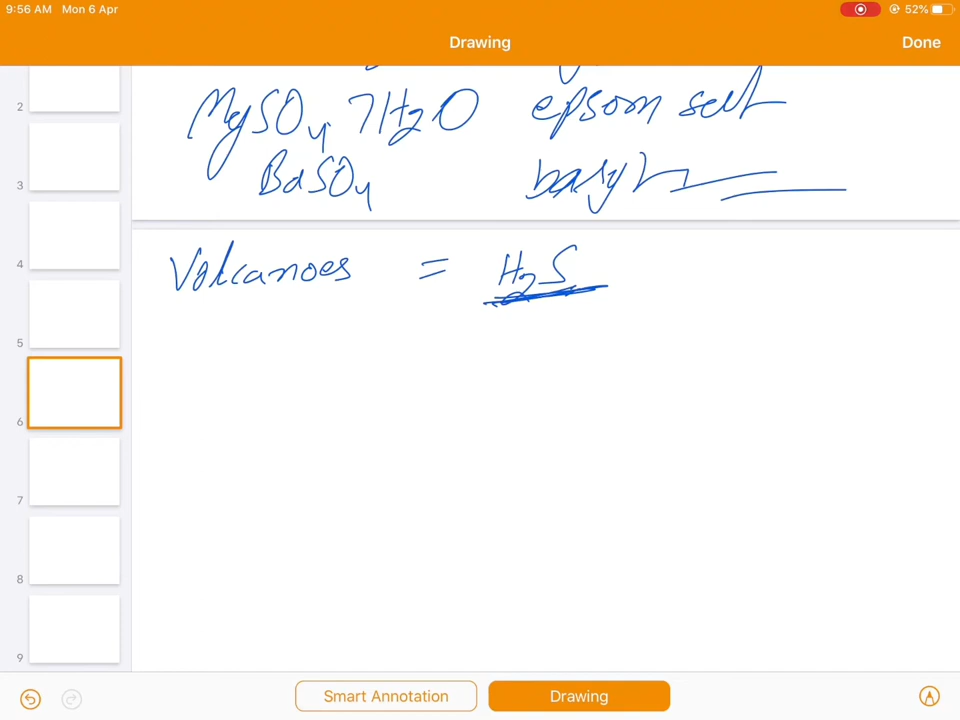 9:56 AM Mon 6 Apr
52%
Drawing
Done
MgSO4 7H2O epsom salt
BaSO4
Volcanoes = H2S
2
3
4
5
6
7
8
9
Smart Annotation
Drawing